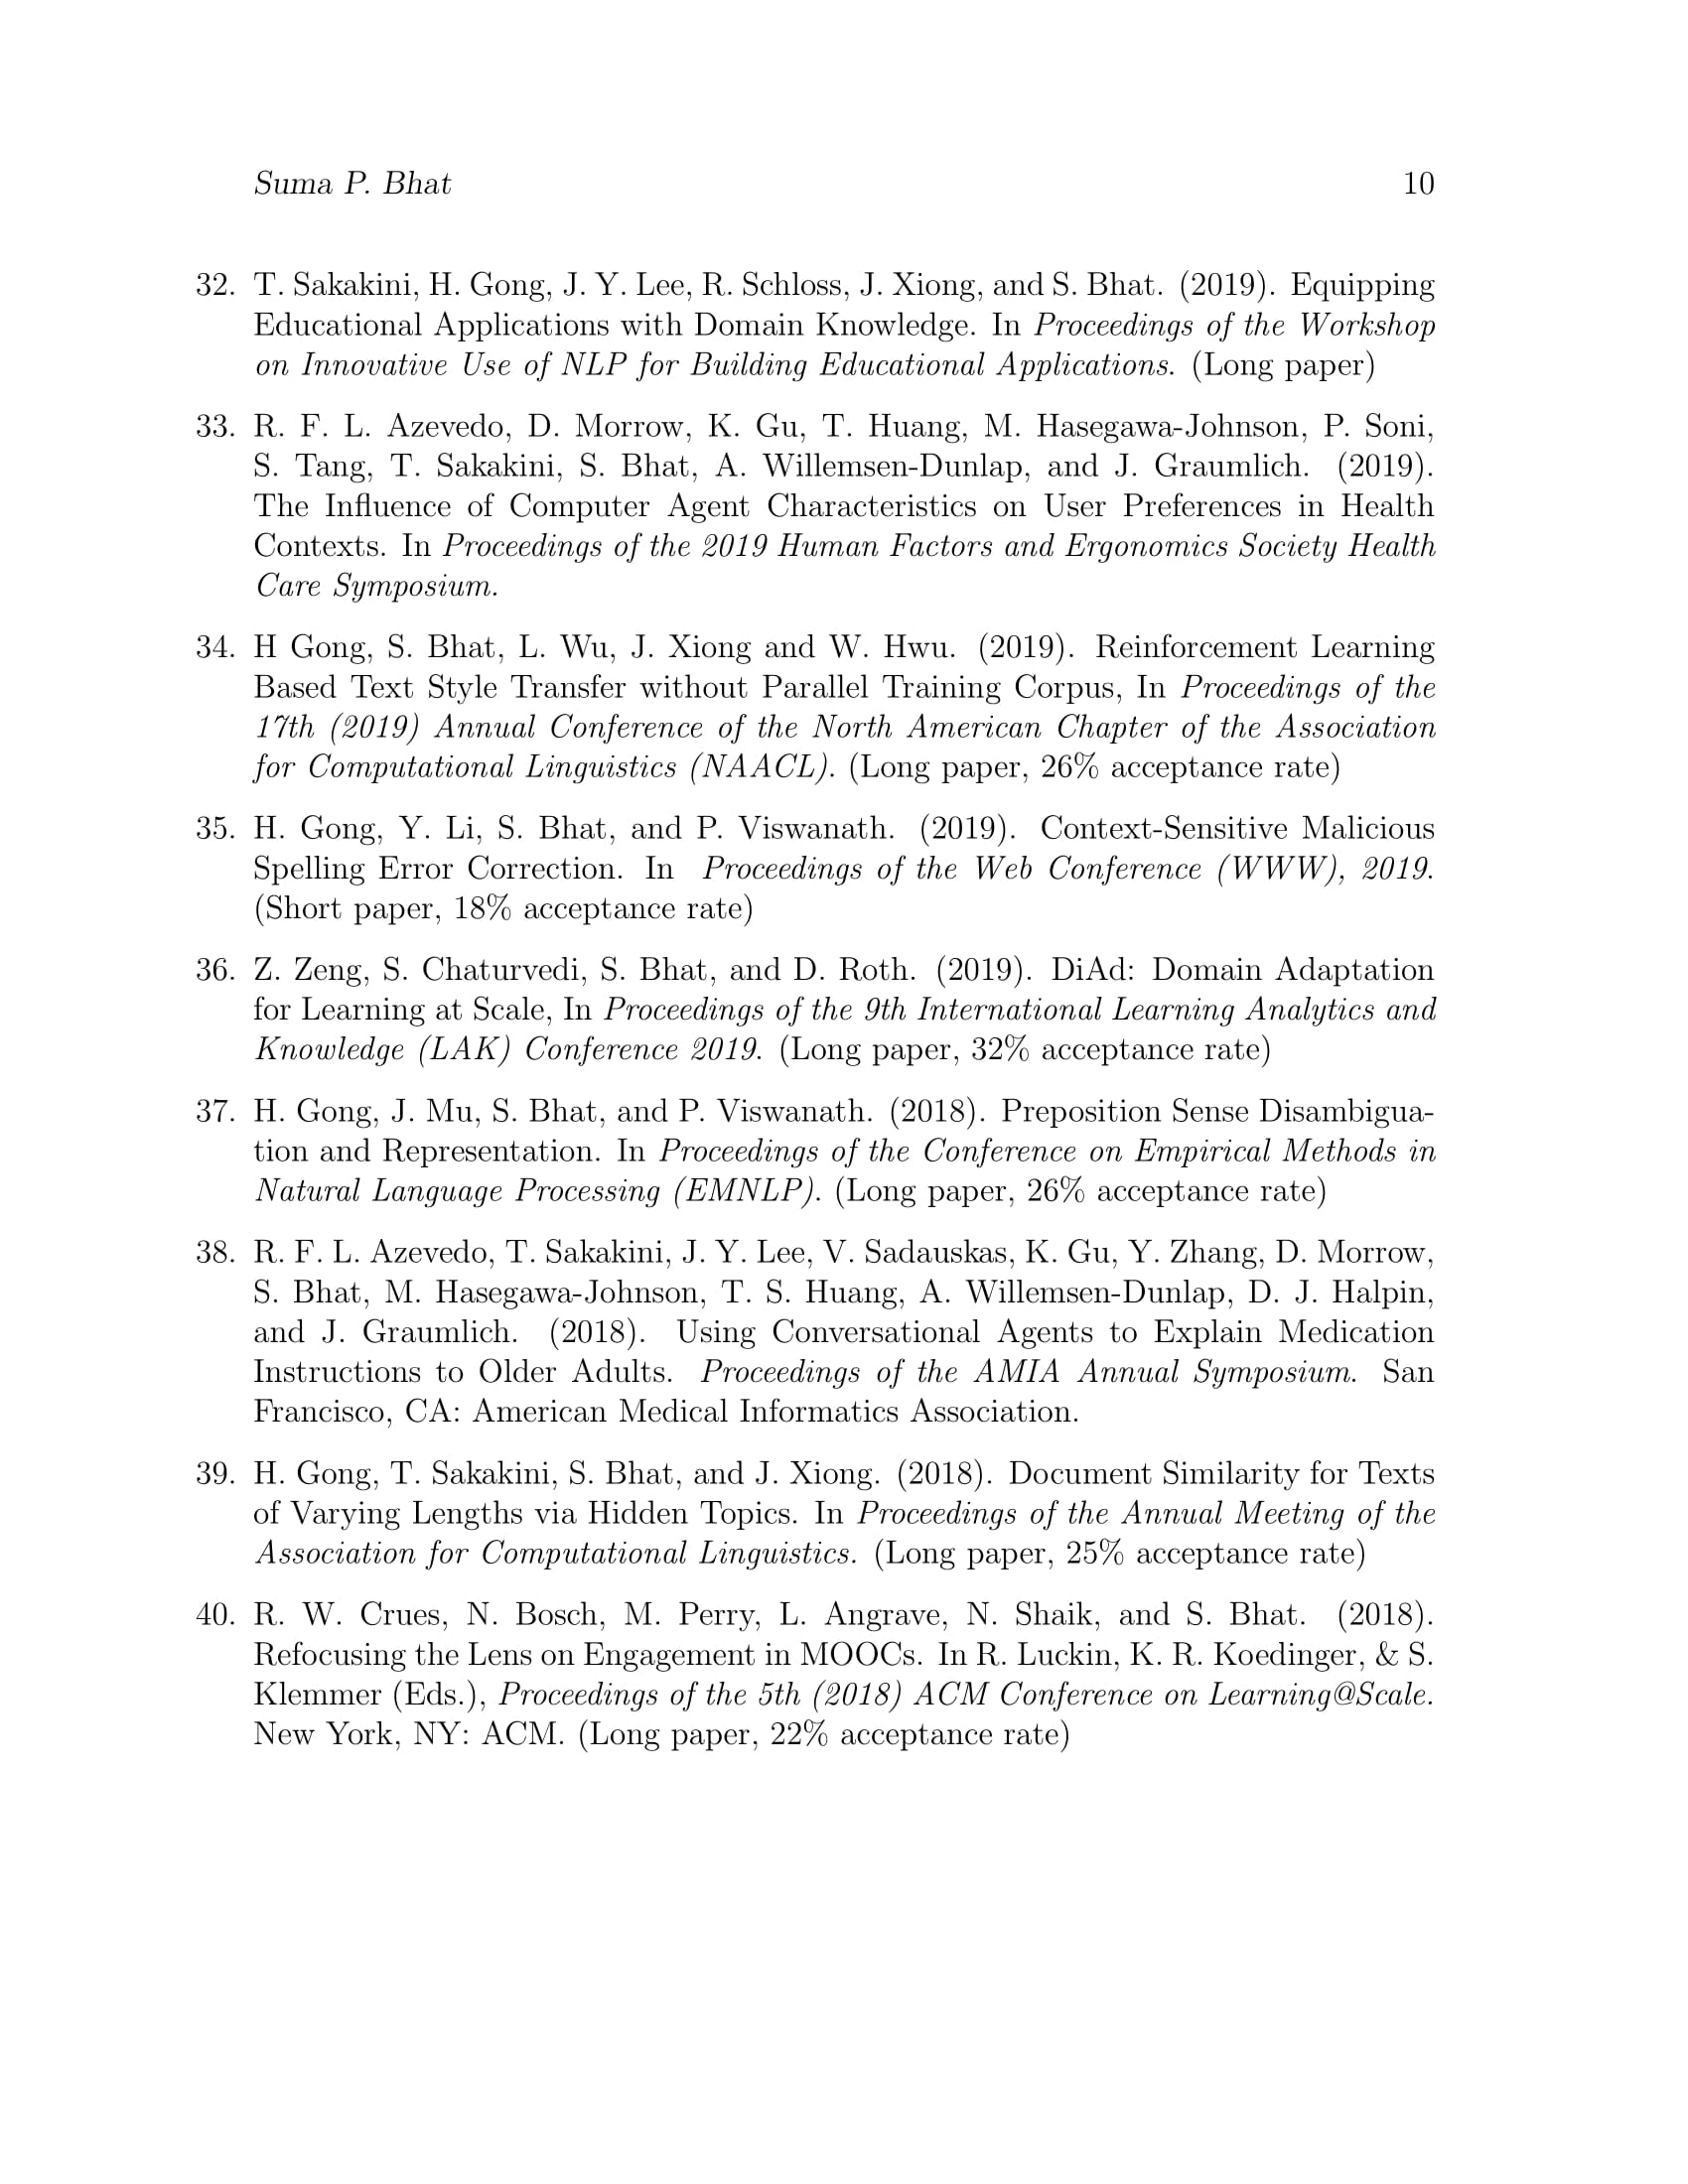 Suma P. Bhat 10
32. T. Sakakini, H. Gong, J. Y. Lee, R. Schloss, J. Xiong, and S. Bhat. (2019). Equipping
Educational Applications with Domain Knowledge. In Proceedings of the Workshop
on Innovative Use of NLP for Building Educational Applications. (Long paper)
33. R. F. L. Azevedo, D. Morrow, K. Gu, T. Huang, M. Hasegawa-Johnson, P. Soni,
S. Tang, T. Sakakini, S. Bhat, A. Willemsen-Dunlap, and J. Graumlich. (2019).
The Influence of Computer Agent Characteristics on User Preferences in Health
Contexts. In Proceedings of the 2019 Human Factors and Ergonomics Society Health
Care Symposium.
34. H Gong, S. Bhat, L. Wu, J. Xiong and W. Hwu. (2019). Reinforcement Learning
Based Text Style Transfer without Parallel Training Corpus, In Proceedings of the
17th (2019) Annual Conference of the North American Chapter of the Association
for Computational Linguistics (NAACL). (Long paper, 26% acceptance rate)
35. H. Gong, Y. Li, S. Bhat, and P. Viswanath. (2019). Context-Sensitive Malicious
Spelling Error Correction. In Proceedings of the Web Conference (WWW), 2019.
(Short paper, 18% acceptance rate)
36. Z. Zeng, S. Chaturvedi, S. Bhat, and D. Roth. (2019). DiAd: Domain Adaptation
for Learning at Scale, In Proceedings of the 9th International Learning Analytics and
Knowledge (LAK) Conference 2019. (Long paper, 32% acceptance rate)
37. H. Gong, J. Mu, S. Bhat, and P. Viswanath. (2018). Preposition Sense Disambigua-
tion and Representation. In Proceedings of the Conference on Empirical Methods in
Natural Language Processing (EMNLP). (Long paper, 26% acceptance rate)
38. R. F. L. Azevedo, T. Sakakini, J. Y. Lee, V. Sadauskas, K. Gu, Y. Zhang, D. Morrow,
S. Bhat, M. Hasegawa-Johnson, T. S. Huang, A. Willemsen-Dunlap, D. J. Halpin,
and J. Graumlich. (2018). Using Conversational Agents to Explain Medication
Instructions to Older Adults. Proceedings of the AMIA Annual Symposium. San
Francisco, CA: American Medical Informatics Association.
39. H. Gong, T. Sakakini, S. Bhat, and J. Xiong. (2018). Document Similarity for Texts
of Varying Lengths via Hidden Topics. In Proceedings of the Annual Meeting of the
Association for Computational Linguistics. (Long paper, 25% acceptance rate)
40. R. W. Crues, N. Bosch, M. Perry, L. Angrave, N. Shaik, and S. Bhat. (2018).
Refocusing the Lens on Engagement in MOOCs. In R. Luckin, K. R. Koedinger, & S.
Klemmer (Eds.), Proceedings of the 5th (2018) ACM Conference on Learning@Scale.
New York, NY: ACM. (Long paper, 22% acceptance rate)